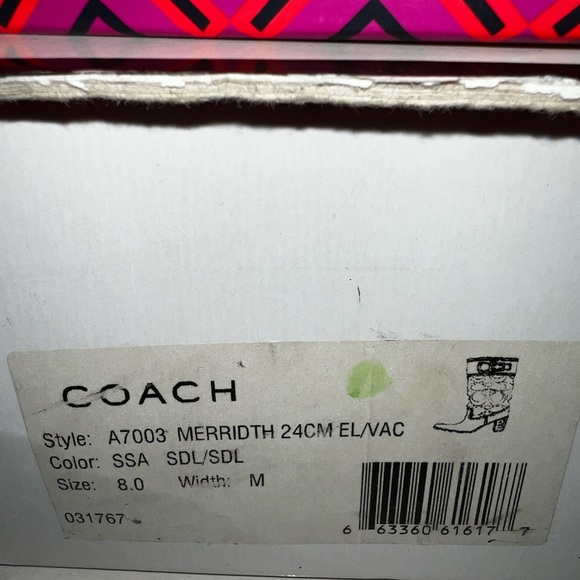 COACH
Style: A7003 MERRIDTH 24CM EL/VAC
Color: SSA SDL/SDL
Size: 8.0 Width: M
031767
6 63360 61617 7